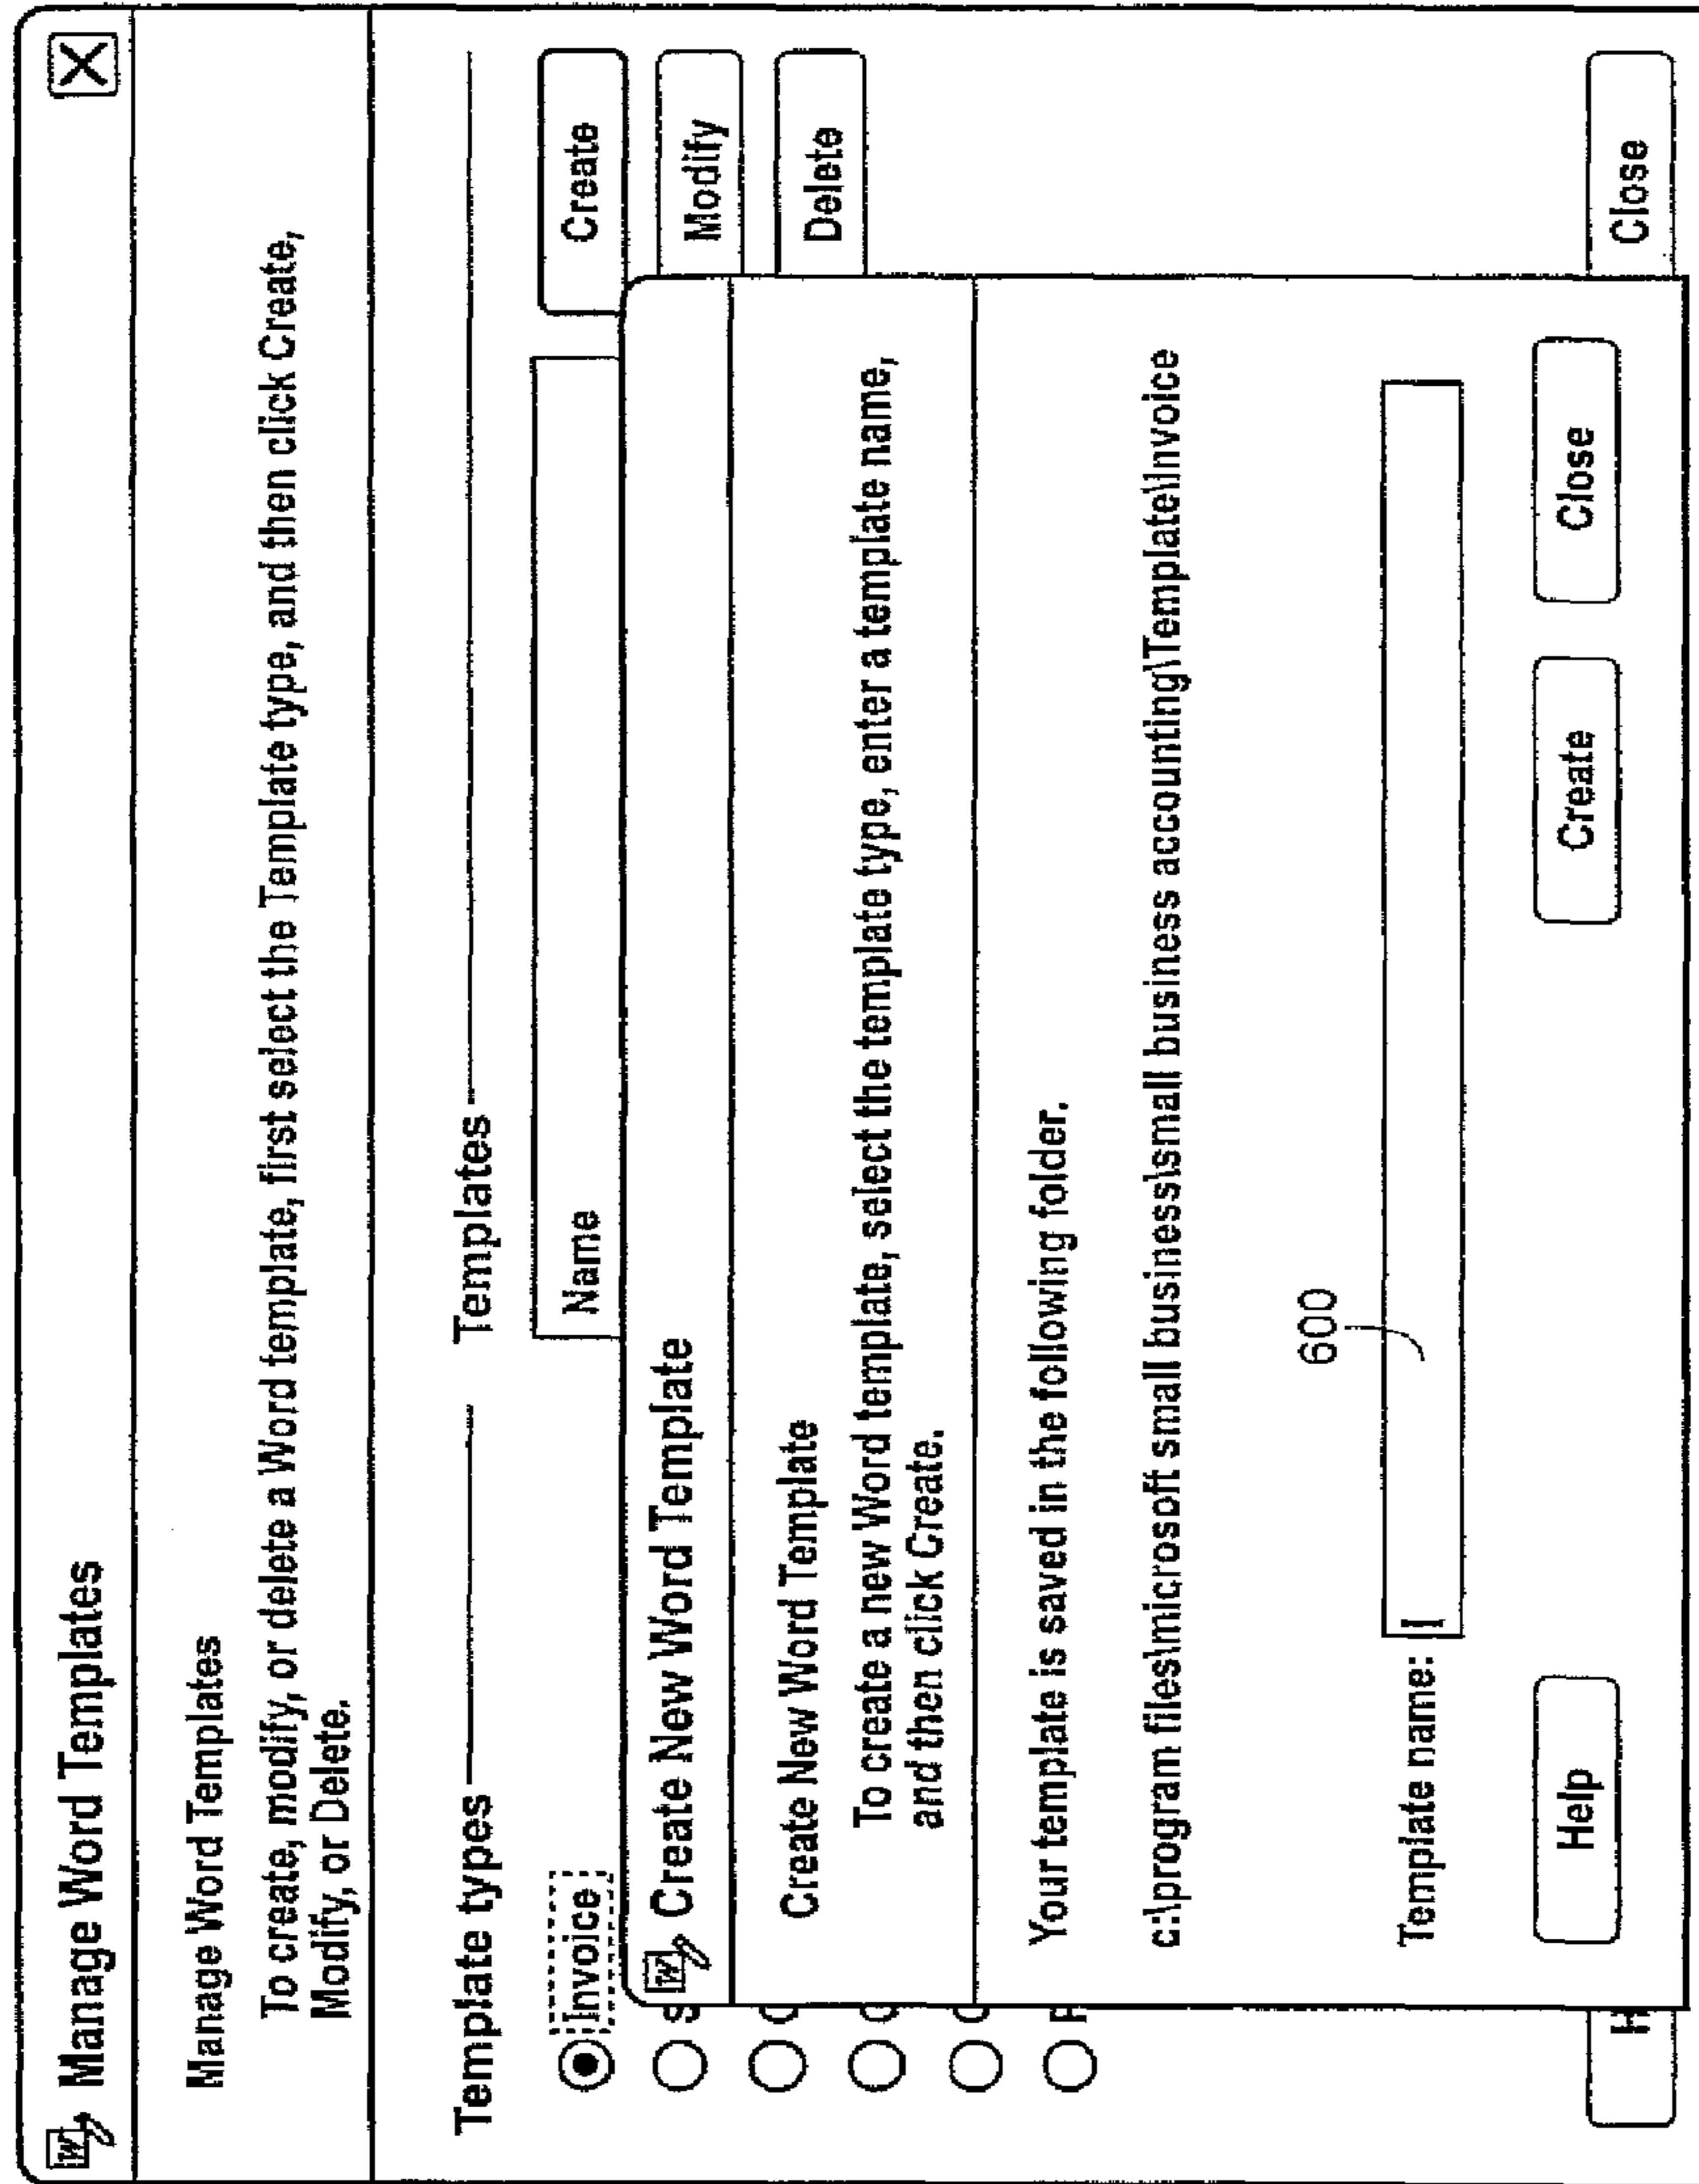 Manage Word Templates
Manage Word Templates
To create, modify, or delete a Word template, first select the Template type, and then click Create,
Modify, or Delete.
Template types
Templates
Invoice
S
C
C
C
Name
Create
Modify
Delete
Create New Word Template
Create New Word Template
To create a new Word template, select the template type, enter a template name,
and then click Create.
Your template is saved in the following folder.
c:\program files\microsoft small business\small business accounting\Template\Invoice
600
Template name:
Help
Create
Close
H
Close